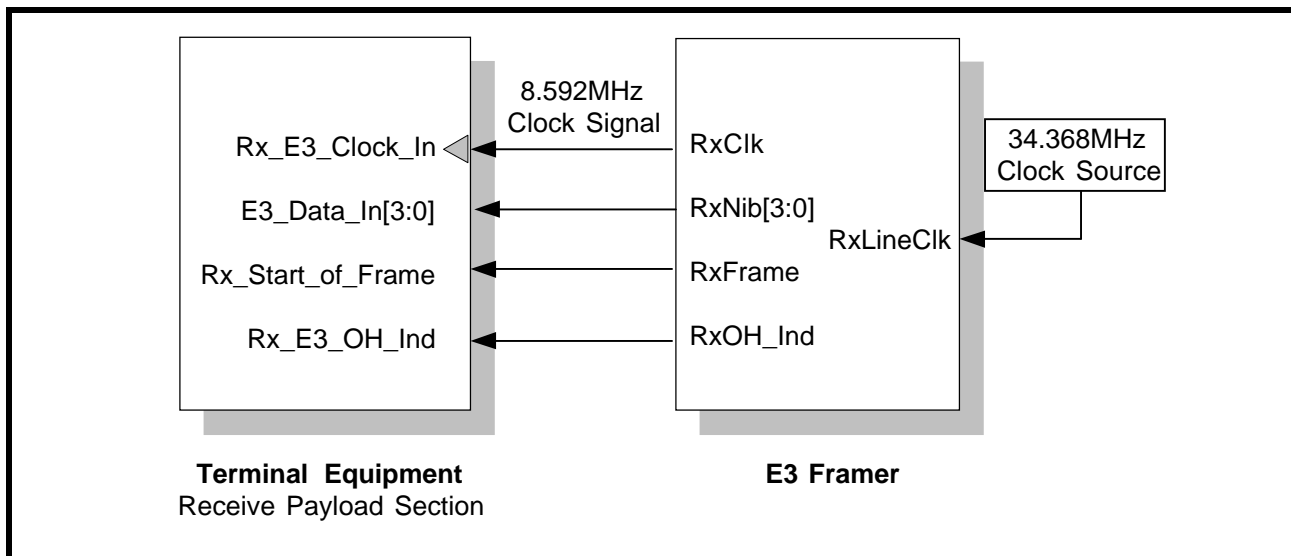 8.592MHz
Clock Signal
Rx_E3_Clock_In
RxClk
34.368MHz
Clock Source
E3_Data_In[3:0]
RxNib[3:0]
RxLineClk
Rx_Start_of_Frame
RxFrame
Rx_E3_OH_Ind
RxOH_Ind
Terminal Equipment
Receive Payload Section
E3 Framer